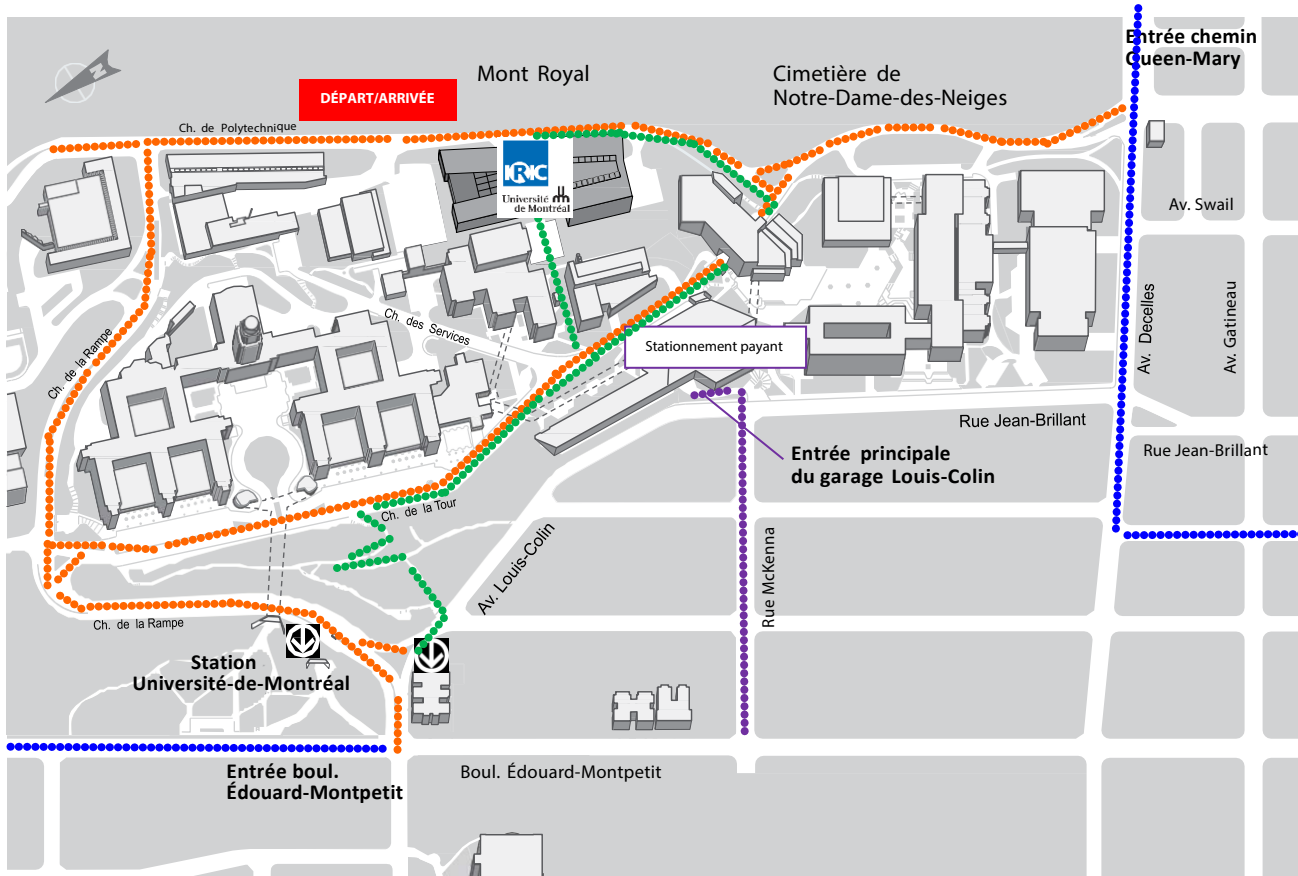 Entrée chemin
Queen-Mary
N
Mont Royal
Cimetière de
Notre-Dame-des-Neiges
DÉPART/ARRIVÉE
Ch. de Polytechnique
IRIC
Université
de Montréal
Av. Swail
Av. Decelles
Av. Gatineau
Ch. des Services
Stationnement payant
Ch. de la Rampe
Rue Jean-Brillant
Rue Jean-Brillant
Entrée principale
du garage Louis-Colin
Ch. de la Tour
Av. Louis-Colin
Rue McKenna
Ch. de la Rampe
Station
Université-de-Montréal
Entrée boul.
Édouard-Montpetit
Boul. Édouard-Montpetit